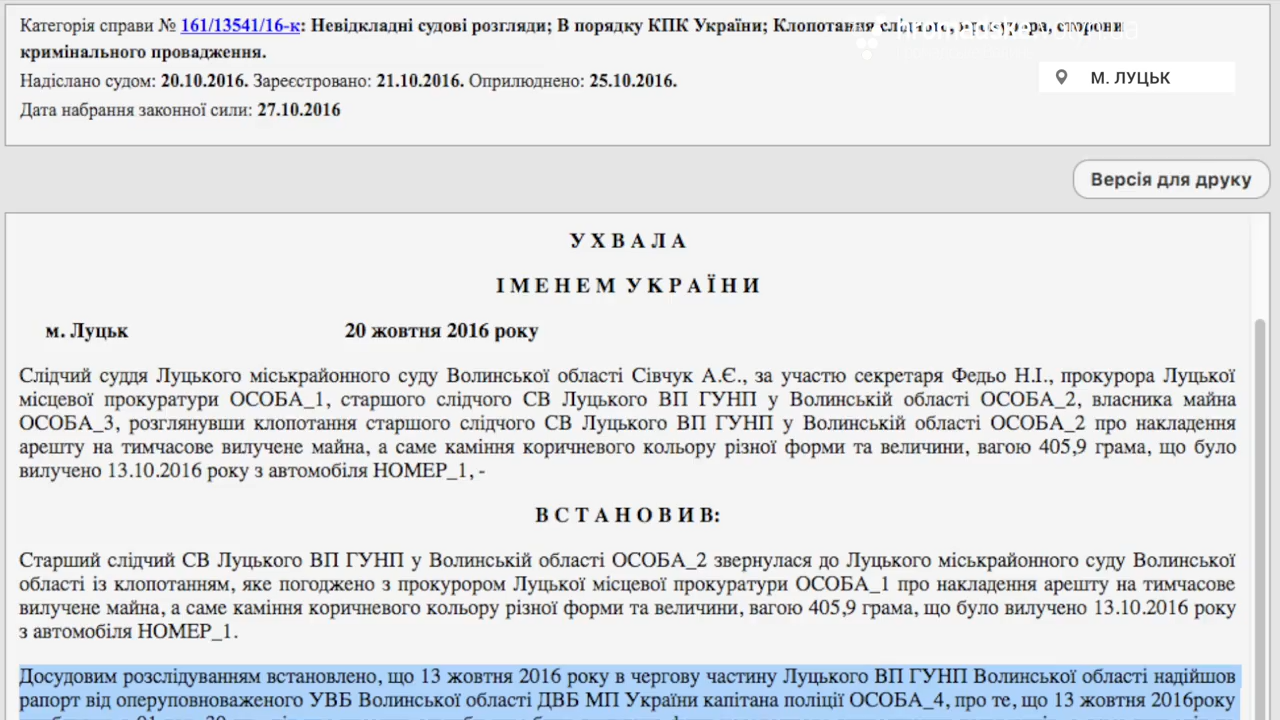 Категорія справи № 161/13541/16-к: Невідкладні судові розгляди; В порядку КПК України; Клопотання слідчого, прокурора, сторони
кримінального провадження.
Надіслано судом: 20.10.2016. Зареєстровано: 21.10.2016. Оприлюднено: 25.10.2016.
М. ЛУЦЬК
Дата набрання законної сили: 27.10.2016
Версія для друку
У Х В А Л А
І М Е Н Е М У К Р А Ї Н И
м. Луцьк 20 жовтня 2016 року
Слідчий суддя Луцького міськрайонного суду Волинської області Сівчук А.Є., за участю секретаря Федьо Н.І., прокурора Луцької
місцевої прокуратури ОСОБА_1, старшого слідчого СВ Луцького ВП ГУНП у Волинській області ОСОБА_2, власника майна
ОСОБА_3, розглянувши клопотання старшого слідчого СВ Луцького ВП ГУНП у Волинській області ОСОБА_2 про накладення
арешту на тимчасове вилучене майна, а саме каміння коричневого кольору різної форми та величини, вагою 405,9 грама, що було
вилучено 13.10.2016 року з автомобіля НОМЕР_1, -
В С Т А Н О В И В:
Старший слідчий СВ Луцького ВП ГУНП у Волинській області ОСОБА_2 звернулася до Луцького міськрайонного суду Волинської
області із клопотанням, яке погоджено з прокурором Луцької місцевої прокуратури ОСОБА_1 про накладення арешту на тимчасове
вилучене майна, а саме каміння коричневого кольору різної форми та величини, вагою 405,9 грама, що було вилучено 13.10.2016 року
з автомобіля НОМЕР_1.
Досудовим розслідуванням встановлено, що 13 жовтня 2016 року в чергову частину Луцького ВП ГУНП Волинської області надійшов
рапорт від оперуповноваженого УВБ Волинської області ДВБ МП України капітана поліції ОСОБА_4, про те, що 13 жовтня 2016року